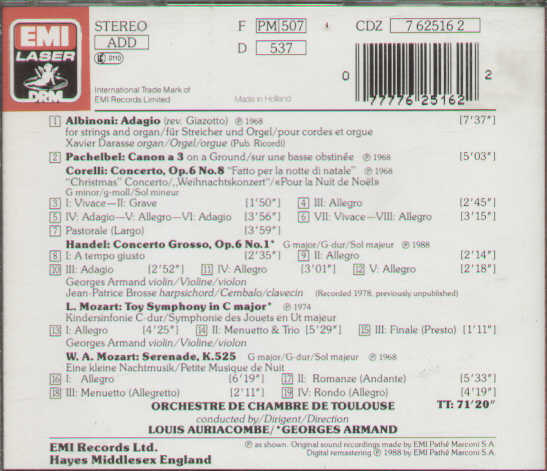 EMI
LASER
DRM
STEREO
ADD
0110
International Trade Mark of
EMI Records Limited
F PM 507
D 537
Made in Holland
CDZ 7 62516 2
0 77776 25162 2
1 Albinoni: Adagio (rev. Giazotto) ℗ 1968 [7'37"]
for strings and organ/für Streicher und Orgel/pour cordes et orgue
Xavier Darasse organ/Orgel/orgue (Pub. Ricordi)
2 Pachelbel: Canon a 3 on a Ground/sur une basse obstinée ℗ 1968 [5'03"]
Corelli: Concerto, Op.6 No.8 "Fatto per la notte di natale" ℗ 1968
"Christmas" Concerto/„Weihnachtskonzert"/«Pour la Nuit de Noël»
G minor/g-moll/Sol mineur
3 I: Vivace—II: Grave [1'50"] 4 III: Allegro [2'45"]
5 IV: Adagio—V: Allegro—VI: Adagio [3'56"] 6 VII: Vivace—VIII: Allegro [3'15"]
7 Pastorale (Largo) [3'59"]
Handel: Concerto Grosso, Op.6 No.1* G major/G-dur/Sol majeur ℗ 1988
8 I: A tempo giusto [2'35"] 9 II: Allegro [2'14"]
10 III: Adagio [2'52"] 11 IV: Allegro [3'01"] 12 V: Allegro [2'18"]
Georges Armand violin/Violine/violon
Jean-Patrice Brosse harpsichord/Cembalo/clavecin (Recorded 1978, previously unpublished)
L. Mozart: Toy Symphony in C major* ℗ 1974
Kindersinfonie C-dur/Symphonie des Jouets en Ut majeur
13 I: Allegro [4'25"] 14 II: Menuetto & Trio [5'29"] 15 III: Finale (Presto) [1'11"]
Georges Armand violin/Violine/violon
W. A. Mozart: Serenade, K.525 G major/G-dur/Sol majeur ℗ 1968
Eine kleine Nachtmusik/Petite Musique de Nuit
16 I: Allegro [6'19"] 17 II: Romanze (Andante) [5'33"]
18 III: Menuetto (Allegretto) [2'11"] 19 IV: Rondo (Allegro) [4'19"]
ORCHESTRE DE CHAMBRE DE TOULOUSE TT: 71'20"
conducted by/Dirigent/Direction
LOUIS AURIACOMBE/*GEORGES ARMAND
EMI Records Ltd.
Hayes Middlesex England
℗ as shown. Original sound recordings made by EMI Pathé Marconi S.A.
Digital remastering ℗ 1988 by EMI Pathé Marconi S.A.